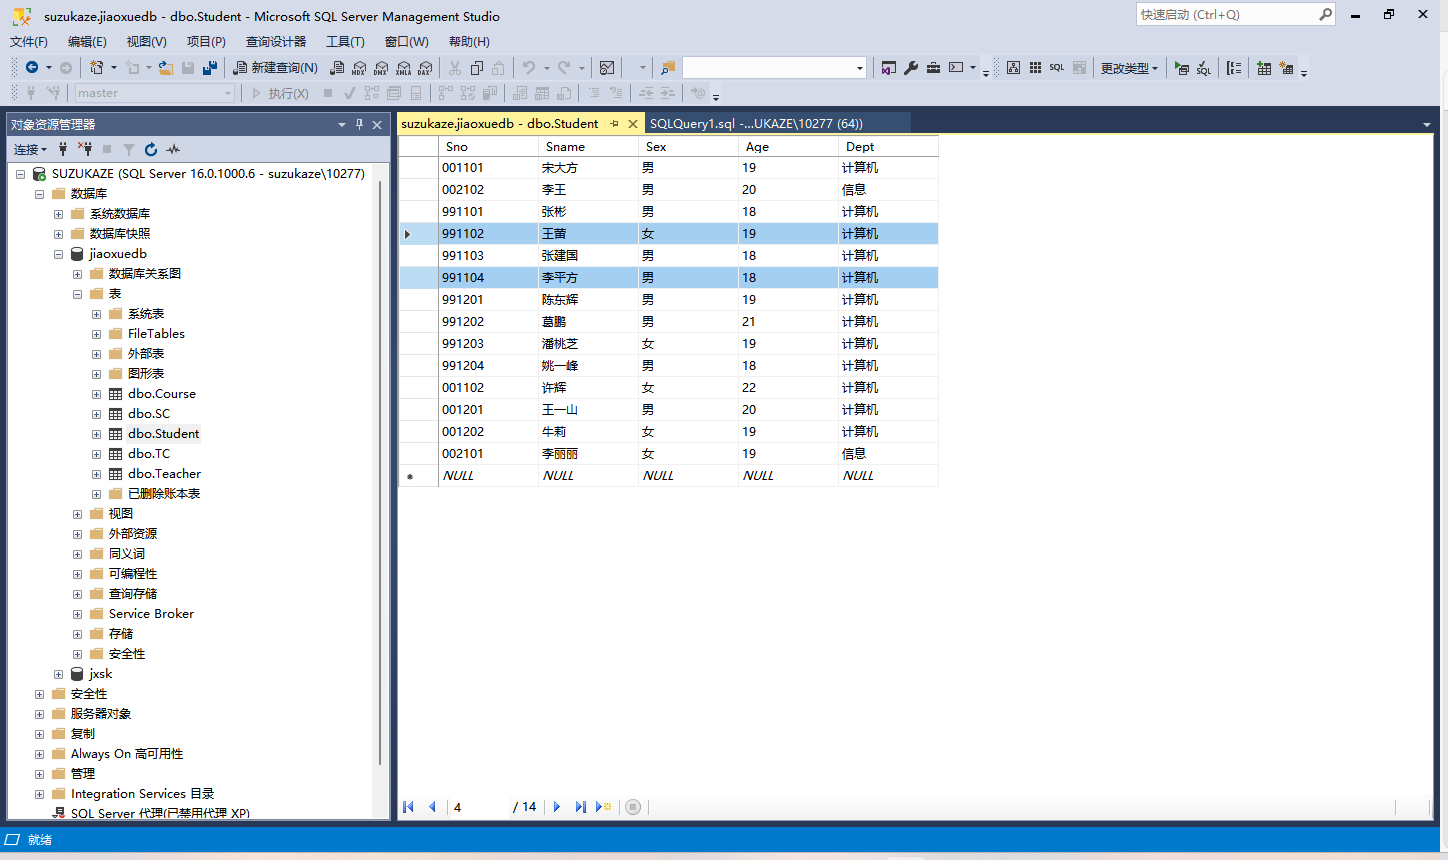 suzukaze.jiaoxuedb - dbo.Student - Microsoft SQL Server Management Studio
快速启动 (Ctrl+Q)
文件(F) 编辑(E) 视图(V) 项目(P) 查询设计器 工具(T) 窗口(W) 帮助(H)
新建查询(N) MDX DMX XMLA DAX SQL 更改类型 SQL
master 执行(X)
对象资源管理器
连接
SUZUKAZE (SQL Server 16.0.1000.6 - suzukaze\10277)
数据库
系统数据库
数据库快照
jiaoxuedb
数据库关系图
表
系统表
FileTables
外部表
图形表
dbo.Course
dbo.SC
dbo.Student
dbo.TC
dbo.Teacher
已删除账本表
视图
外部资源
同义词
可编程性
查询存储
Service Broker
存储
安全性
jxsk
安全性
服务器对象
复制
Always On 高可用性
管理
Integration Services 目录
SQL Server 代理(已禁用代理 XP)
suzukaze.jiaoxuedb - dbo.Student SQLQuery1.sql -...UKAZE\10277 (64))
Sno Sname Sex Age Dept
001101 宋大方 男 19 计算机
002102 李王 男 20 信息
991101 张彬 男 18 计算机
991102 王苗 女 19 计算机
991103 张建国 男 18 计算机
991104 李平方 男 18 计算机
991201 陈东辉 男 19 计算机
991202 葛鹏 男 21 计算机
991203 潘桃芝 女 19 计算机
991204 姚一峰 男 18 计算机
001102 许辉 女 22 计算机
001201 王一山 男 20 计算机
001202 牛莉 女 19 计算机
002101 李丽丽 女 19 信息
NULL NULL NULL NULL NULL
4 / 14
就绪